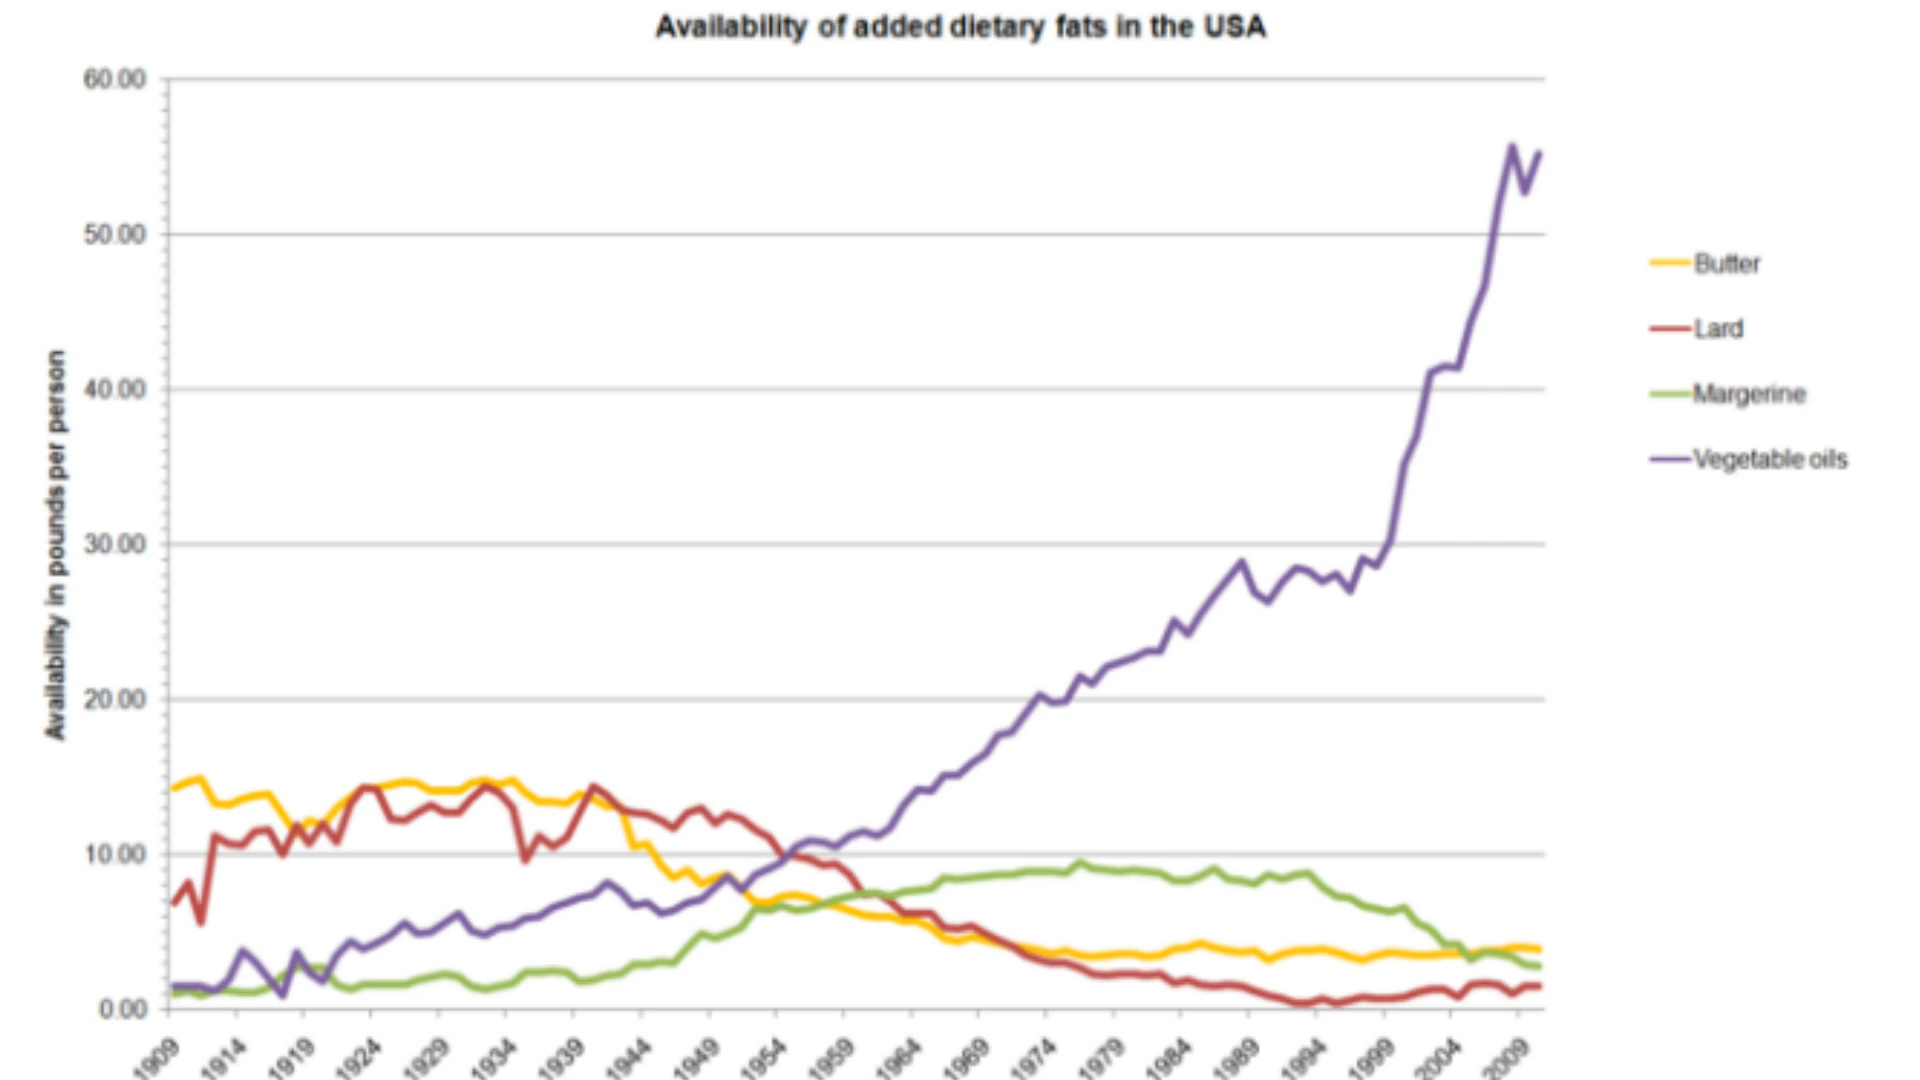 Availability of added dietary fats in the USA
60.00
50.00
40.00
30.00
20.00
10.00
0.00
Availability in pounds per person
1909 1914 1919 1924 1929 1934 1939 1944 1949 1954 1959 1964 1969 1974 1979 1984 1989 1994 1999 2004 2009
Butter
Lard
Margerine
Vegetable oils